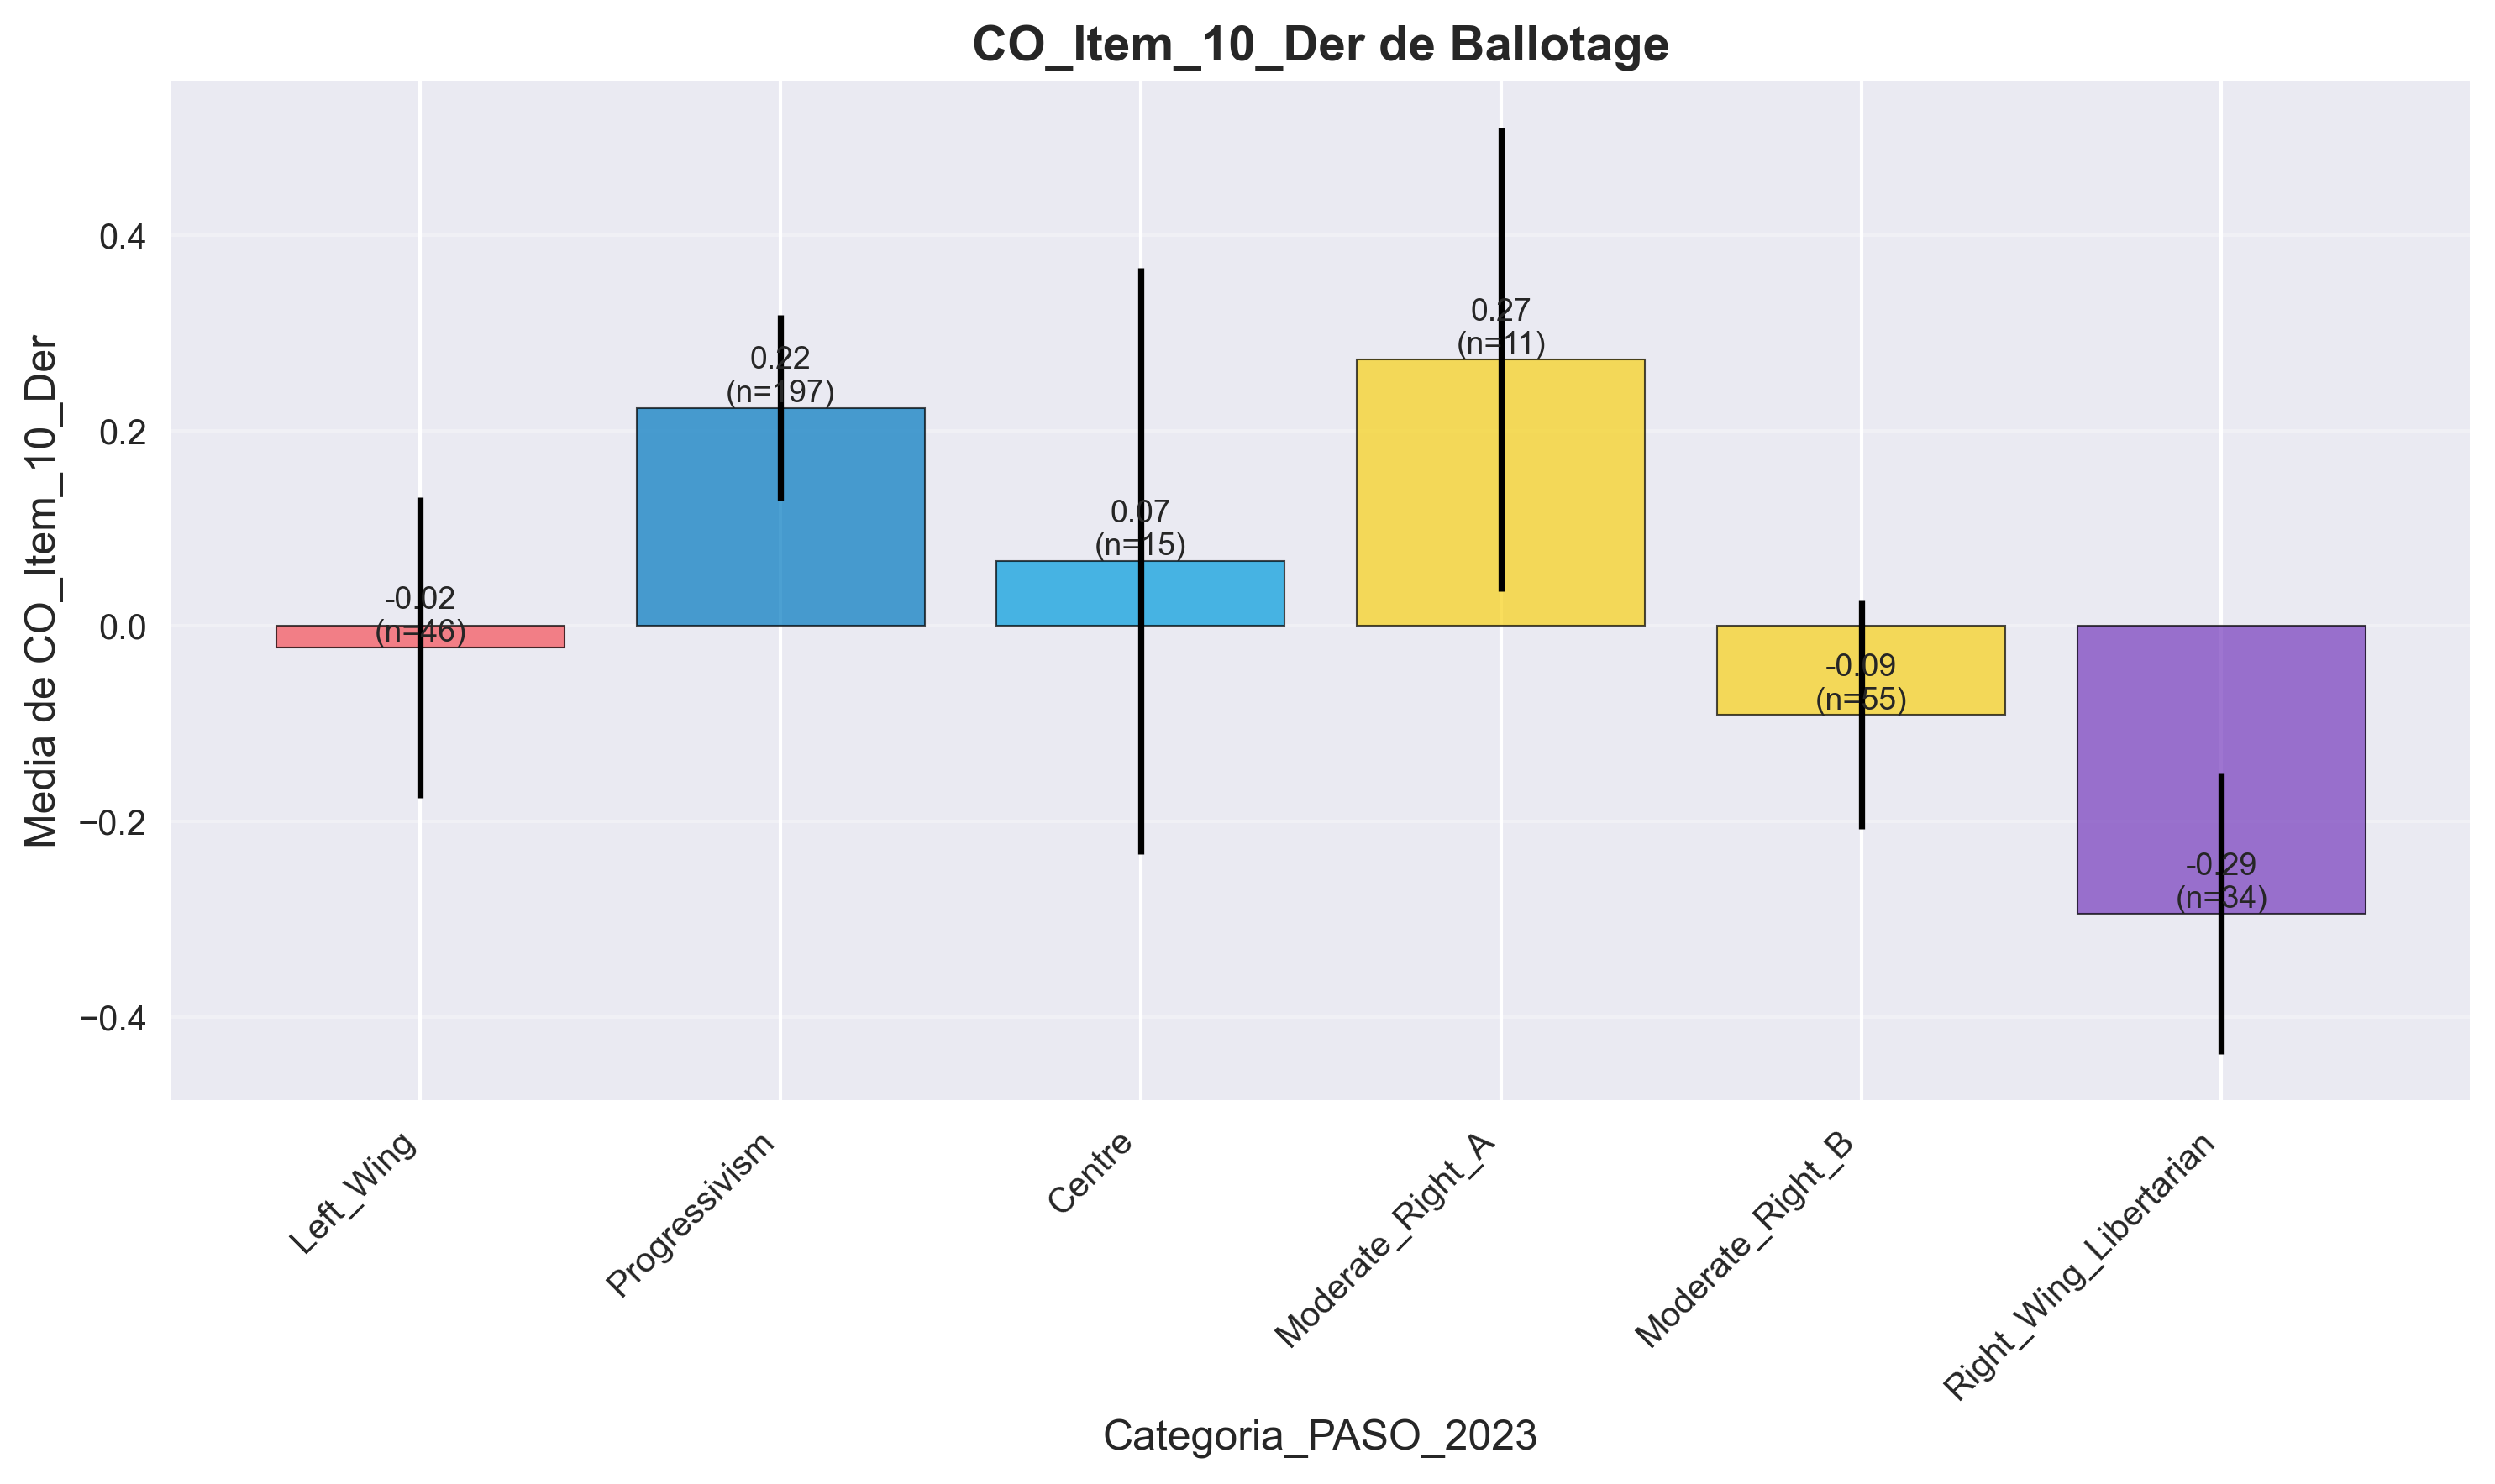 CO_Item_10_Der de Ballotage
Media de CO_Item_10_Der
0.4
0.2
0.0
−0.2
−0.4
-0.02
(n=46)
0.22
(n=197)
0.07
(n=15)
0.27
(n=11)
-0.09
(n=55)
-0.29
(n=34)
Left_Wing
Progressivism
Centre
Moderate_Right_A
Moderate_Right_B
Right_Wing_Libertarian
Categoria_PASO_2023